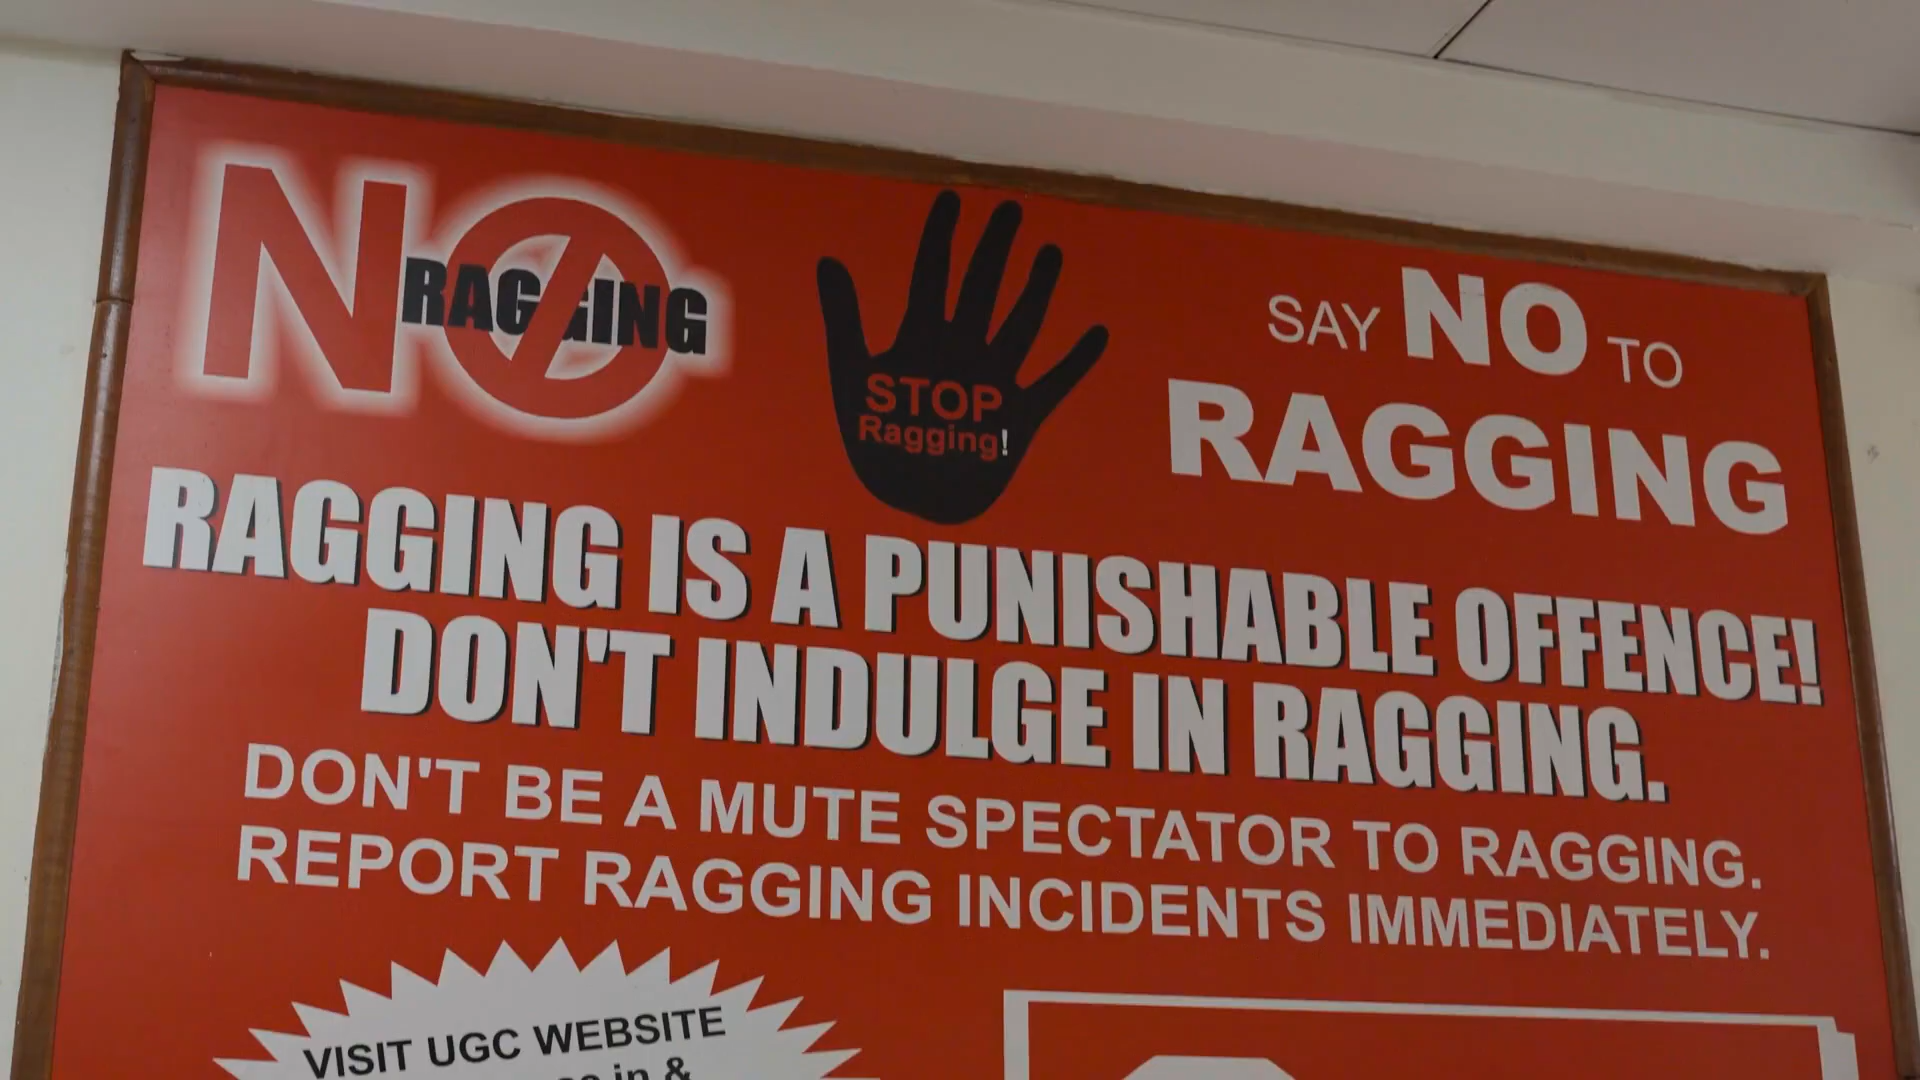 NO RAGGING
STOP
Ragging!
SAY NO TO
RAGGING
RAGGING IS A PUNISHABLE OFFENCE!
DON'T INDULGE IN RAGGING.
DON'T BE A MUTE SPECTATOR TO RAGGING.
REPORT RAGGING INCIDENTS IMMEDIATELY.
VISIT UGC WEBSITE
&